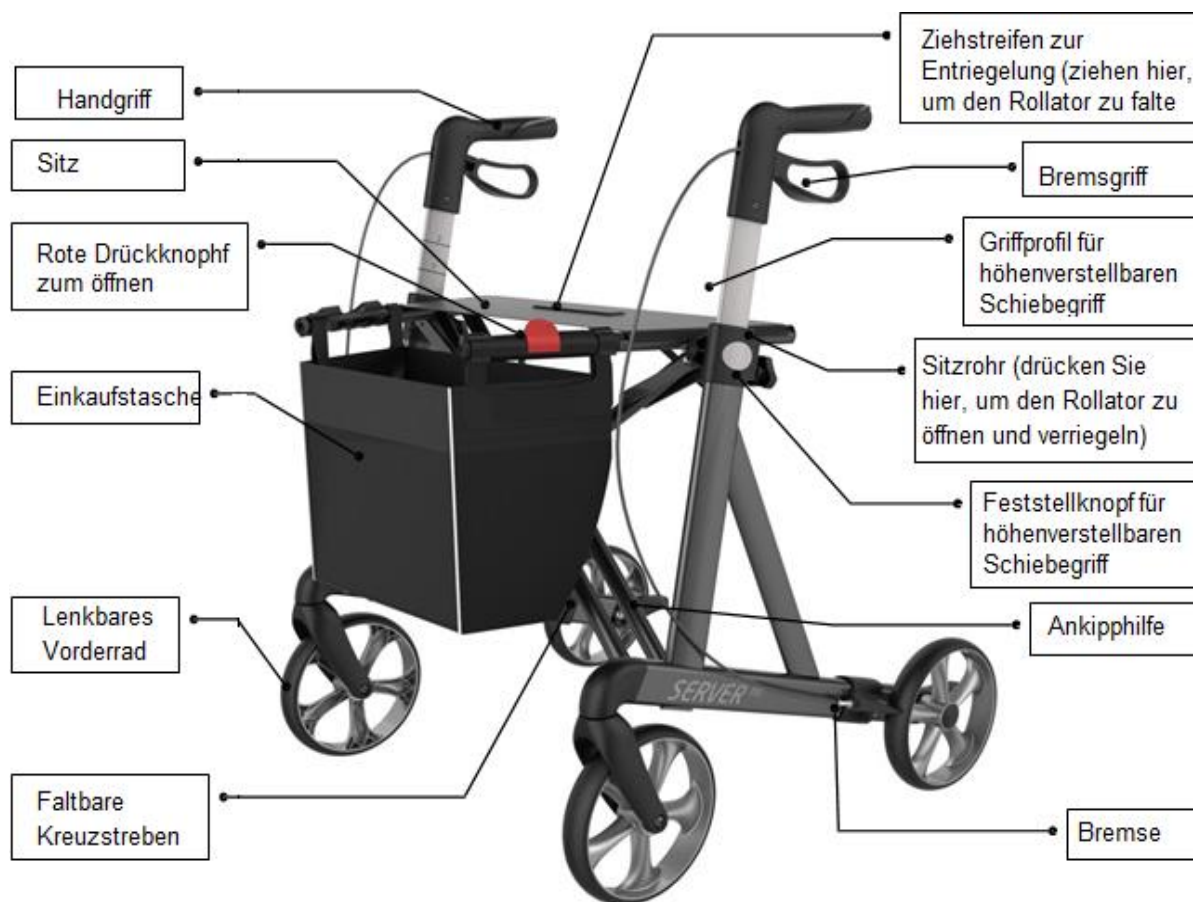 Handgriff
Sitz
Rote Drückknophf
zum öffnen
Einkaufstasche
Lenkbares
Vorderrad
Faltbare
Kreuzstreben
Ziehstreifen zur
Entriegelung (ziehen hier,
um den Rollator zu falte
Bremsgriff
Griffprofil für
höhenverstellbaren
Schiebegriff
Sitzrohr (drücken Sie
hier, um den Rollator zu
öffnen und verriegeln)
Feststellknopf für
höhenverstellbaren
Schiebegriff
Ankipphilfe
Bremse
SERVER